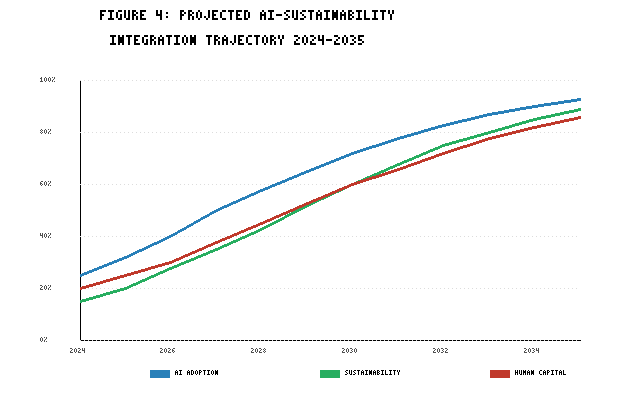 FIGURE 4: PROJECTED AI-SUSTAINABILITY
INTEGRATION TRAJECTORY 2024-2035
100%
80%
60%
40%
20%
0%
2024 2026 2028 2030 2032 2034
AI ADOPTION SUSTAINABILITY HUMAN CAPITAL